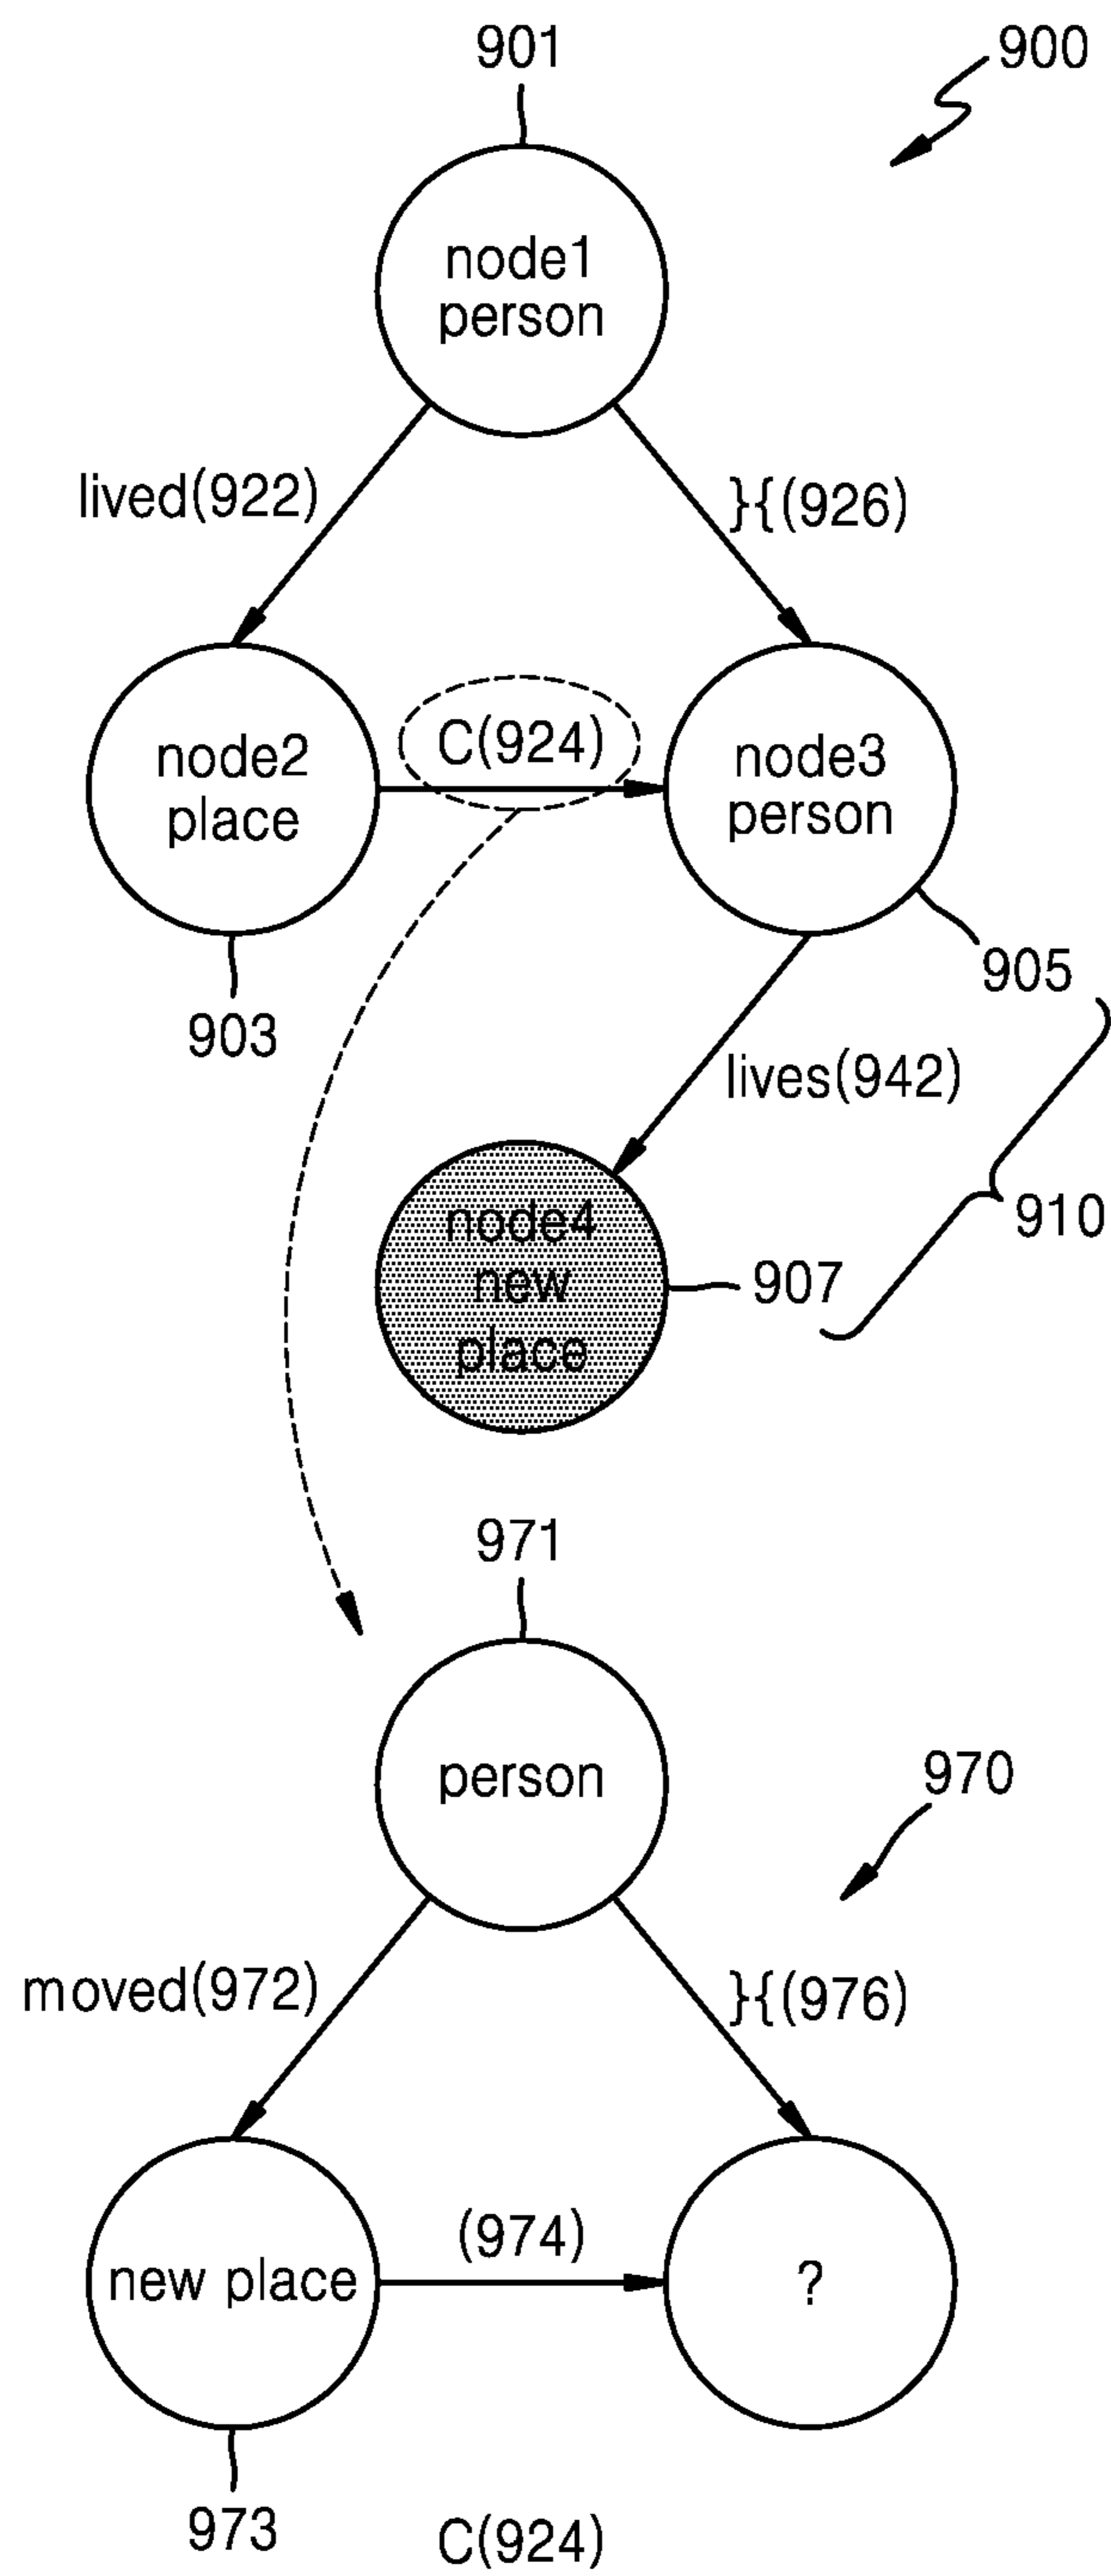 901
900
node1
person
lived(922)
}{(926)
C(924)
node2
place
node3
person
905
903
lives(942)
910
node4
new
place
907
971
person
970
moved(972)
}{(976)
(974)
new place
?
973
C(924)